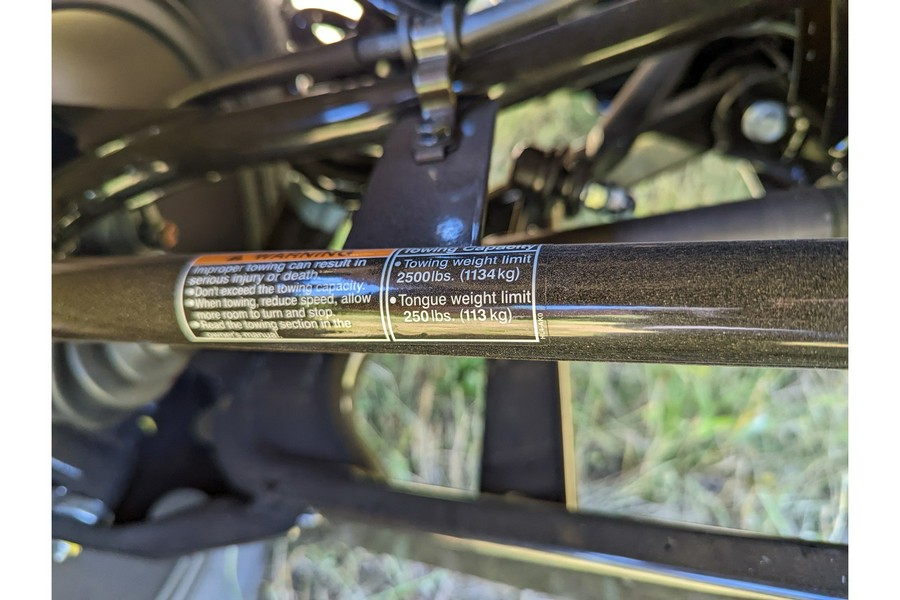 WARNING
Improper towing can result in
serious injury or death.
•Don't exceed the towing capacity.
•When towing, reduce speed, allow
more room to turn and stop.
•Read the towing section in the
owner's manual.
Towing Capacity
• Towing weight limit
2500lbs. (1134kg)
• Tongue weight limit
250lbs. (113 kg)